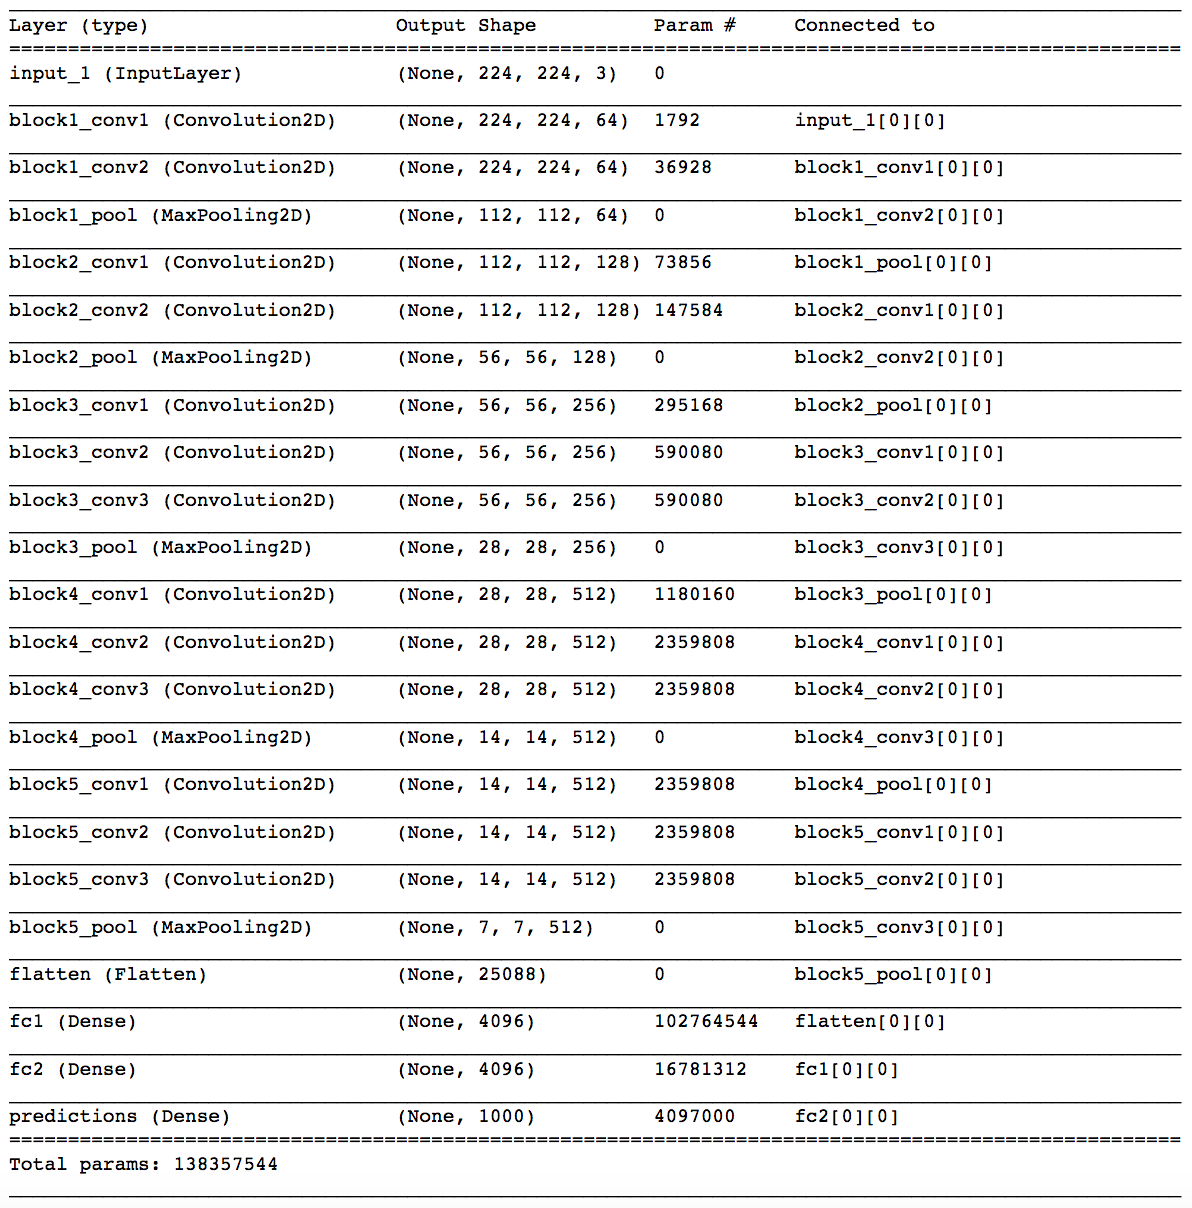 Layer (type) Output Shape Param # Connected to
input_1 (InputLayer) (None, 224, 224, 3) 0
block1_conv1 (Convolution2D) (None, 224, 224, 64) 1792 input_1[0][0]
block1_conv2 (Convolution2D) (None, 224, 224, 64) 36928 block1_conv1[0][0]
block1_pool (MaxPooling2D) (None, 112, 112, 64) 0 block1_conv2[0][0]
block2_conv1 (Convolution2D) (None, 112, 112, 128) 73856 block1_pool[0][0]
block2_conv2 (Convolution2D) (None, 112, 112, 128) 147584 block2_conv1[0][0]
block2_pool (MaxPooling2D) (None, 56, 56, 128) 0 block2_conv2[0][0]
block3_conv1 (Convolution2D) (None, 56, 56, 256) 295168 block2_pool[0][0]
block3_conv2 (Convolution2D) (None, 56, 56, 256) 590080 block3_conv1[0][0]
block3_conv3 (Convolution2D) (None, 56, 56, 256) 590080 block3_conv2[0][0]
block3_pool (MaxPooling2D) (None, 28, 28, 256) 0 block3_conv3[0][0]
block4_conv1 (Convolution2D) (None, 28, 28, 512) 1180160 block3_pool[0][0]
block4_conv2 (Convolution2D) (None, 28, 28, 512) 2359808 block4_conv1[0][0]
block4_conv3 (Convolution2D) (None, 28, 28, 512) 2359808 block4_conv2[0][0]
block4_pool (MaxPooling2D) (None, 14, 14, 512) 0 block4_conv3[0][0]
block5_conv1 (Convolution2D) (None, 14, 14, 512) 2359808 block4_pool[0][0]
block5_conv2 (Convolution2D) (None, 14, 14, 512) 2359808 block5_conv1[0][0]
block5_conv3 (Convolution2D) (None, 14, 14, 512) 2359808 block5_conv2[0][0]
block5_pool (MaxPooling2D) (None, 7, 7, 512) 0 block5_conv3[0][0]
flatten (Flatten) (None, 25088) 0 block5_pool[0][0]
fc1 (Dense) (None, 4096) 102764544 flatten[0][0]
fc2 (Dense) (None, 4096) 16781312 fc1[0][0]
predictions (Dense) (None, 1000) 4097000 fc2[0][0]
Total params: 138357544